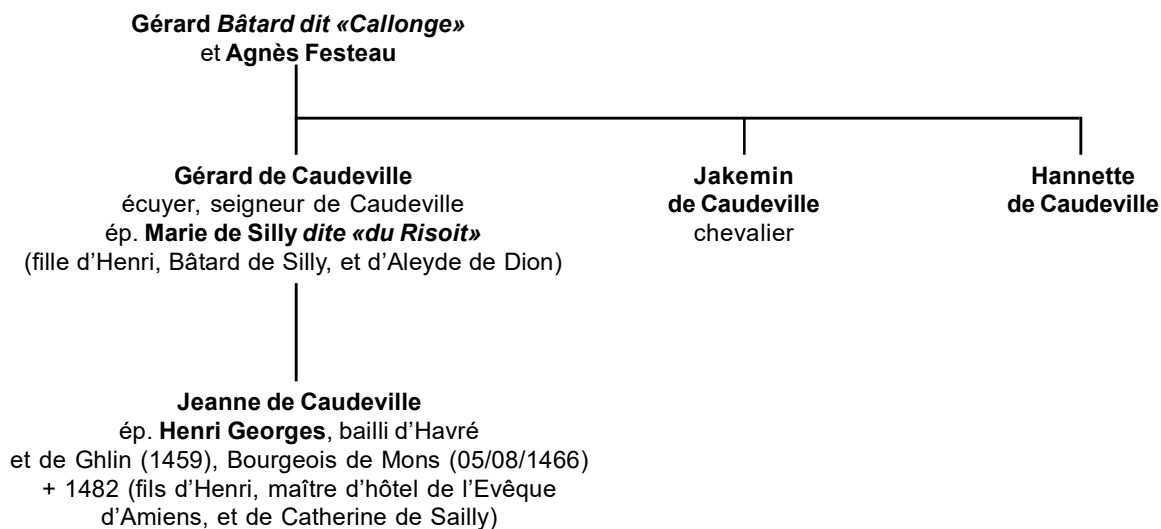 Gérard Bâtard dit «Callonge»
et Agnès Festeau
Gérard de Caudeville
écuyer, seigneur de Caudeville
ép. Marie de Silly dite «du Risoit»
(fille d’Henri, Bâtard de Silly, et d’Aleyde de Dion)
Jakemin
de Caudeville
chevalier
Hannette
de Caudeville
Jeanne de Caudeville
ép. Henri Georges, bailli d’Havré
et de Ghlin (1459), Bourgeois de Mons (05/08/1466)
+ 1482 (fils d’Henri, maître d’hôtel de l’Evêque
d’Amiens, et de Catherine de Sailly)